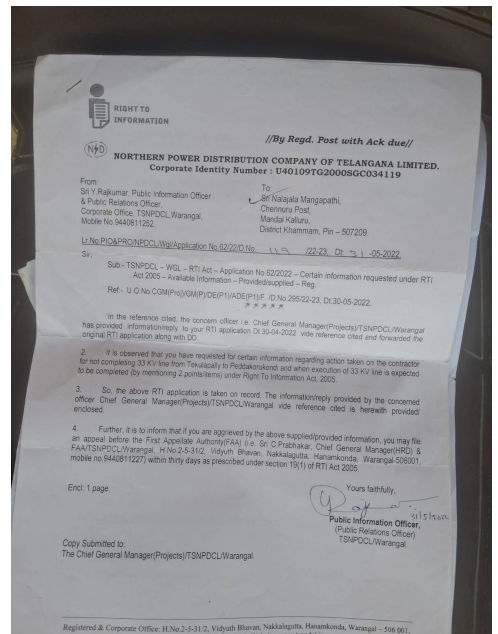 RIGHT TO
INFORMATION
//By Regd. Post with Ack due//
NORTHERN POWER DISTRIBUTION COMPANY OF TELANGANA LIMITED.
Corporate Identity Number : U40109TG2000SGC034119
From:
Sri Y.Rajkumar, Public Information Officer
& Public Relations Officer,
Corporate Office, TSNPDCL, Warangal,
Mobile No.9440811252.
To
Sri Nalajala Mangapathi,
Chennuru Post,
Mandal Kalluru,
District Khammam, Pin – 507209.
Lr.No.PIO&PRO/NPDCL/Wgl/Application No.62/22/D.No. 119 /22-23, Dt: 31 -05-2022.
Sir,
Sub:- TSNPDCL – WGL – RTI Act – Application No.62/2022 – Certain information requested under RTI
Act 2005 – Available Information – Provided/supplied – Reg.
Ref:- U.O.No.CGM(Proj)/GM(P)/DE(P1)/ADE(P1)/F. /D.No.295/22-23, Dt.30-05-2022.
*****
In the reference cited, the concern officer i.e. Chief General Manager(Projects)/TSNPDCL/Warangal
has provided information/reply to your RTI application Dt.30-04-2022 vide reference cited and forwarded the
original RTI application along with DD.
2. It is observed that you have requested for certain information regarding action taken on the contractor
for not completing 33 KV line from Tekulapally to Peddakorukondi and when execution of 33 KV line is expected
to be completed (by mentioning 2 points/items) under Right To Information Act, 2005.
3. So, the above RTI application is taken on record. The information/reply provided by the concerned
officer Chief General Manager(Projects)/TSNPDCL/Warangal vide reference cited is herewith provided/
enclosed.
4. Further, it is to inform that if you are aggrieved by the above supplied/provided information, you may file
an appeal before the First Appellate Authority(FAA) (i.e. Sri C.Prabhakar, Chief General Manager(HRD) &
FAA/TSNPDCL/Warangal, H.No.2-5-31/2, Vidyuth Bhavan, Nakkalagutta, Hanamkonda, Warangal-506001,
mobile no.9440811227) within thirty days as prescribed under section 19(1) of RTI Act 2005.
Encl: 1 page.
Yours faithfully,
31/5/2022
Public Information Officer,
(Public Relations Officer)
TSNPDCL/Warangal.
Copy Submitted to:
The Chief General Manager(Projects)/TSNPDCL/Warangal.
Registered & Corporate Office: H.No.2-5-31/2, Vidyuth Bhavan, Nakkalagutta, Hanamkonda, Warangal – 506 001,